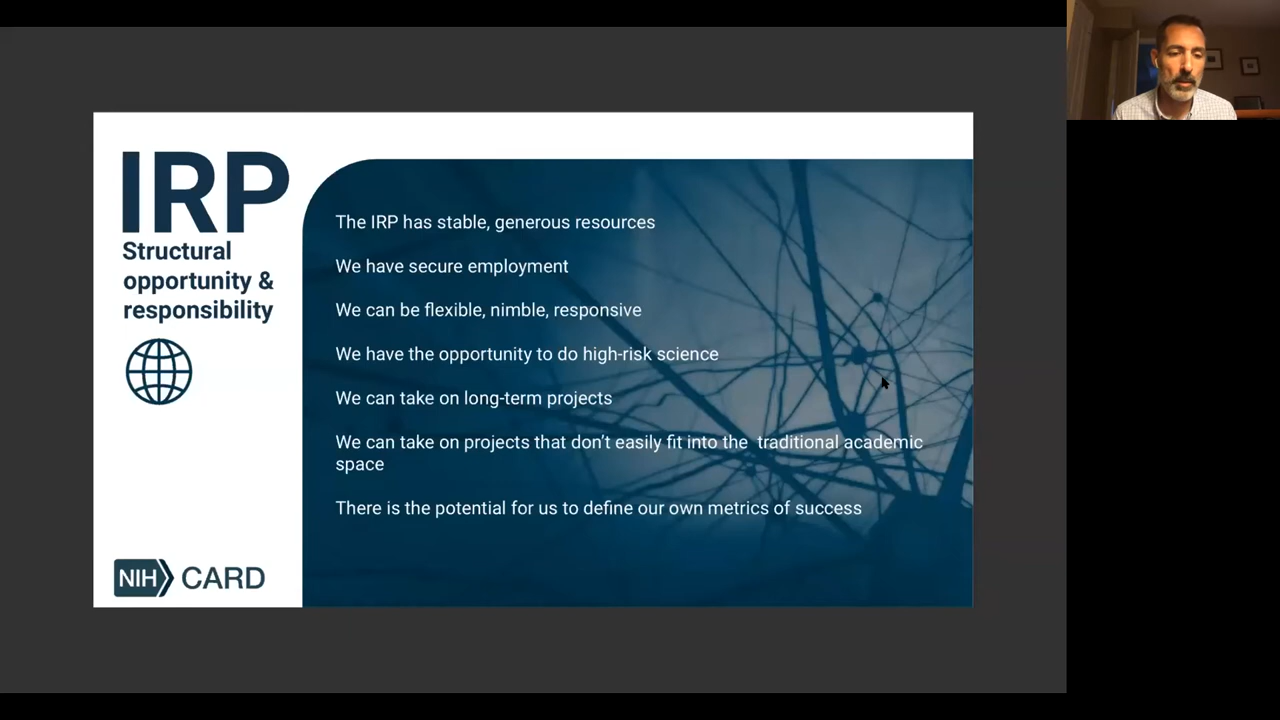 IRP
Structural
opportunity &
responsibility
The IRP has stable, generous resources
We have secure employment
We can be flexible, nimble, responsive
We have the opportunity to do high-risk science
We can take on long-term projects
We can take on projects that don't easily fit into the traditional academic
space
There is the potential for us to define our own metrics of success
NIH CARD